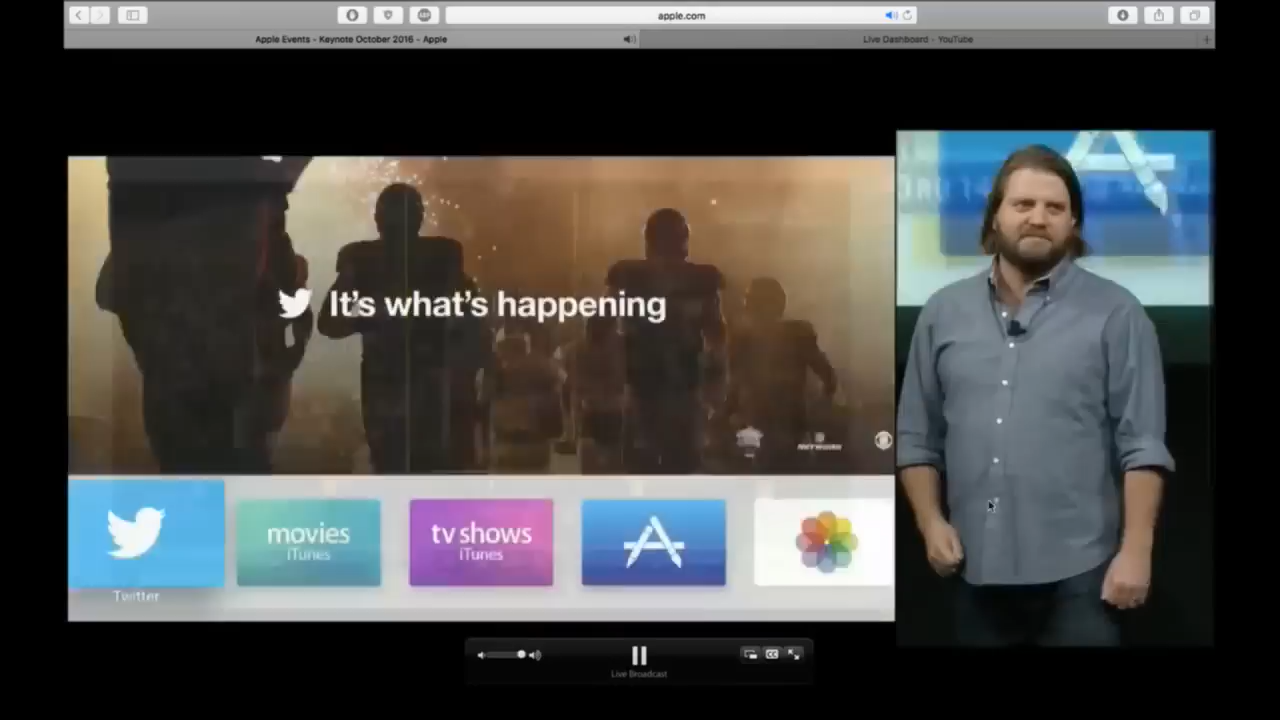 apple.com
Apple Events - Keynote October 2016 - Apple
Live Dashboard - YouTube
It's what's happening
movies
iTunes
tv shows
iTunes
Twitter
CC
Live Broadcast